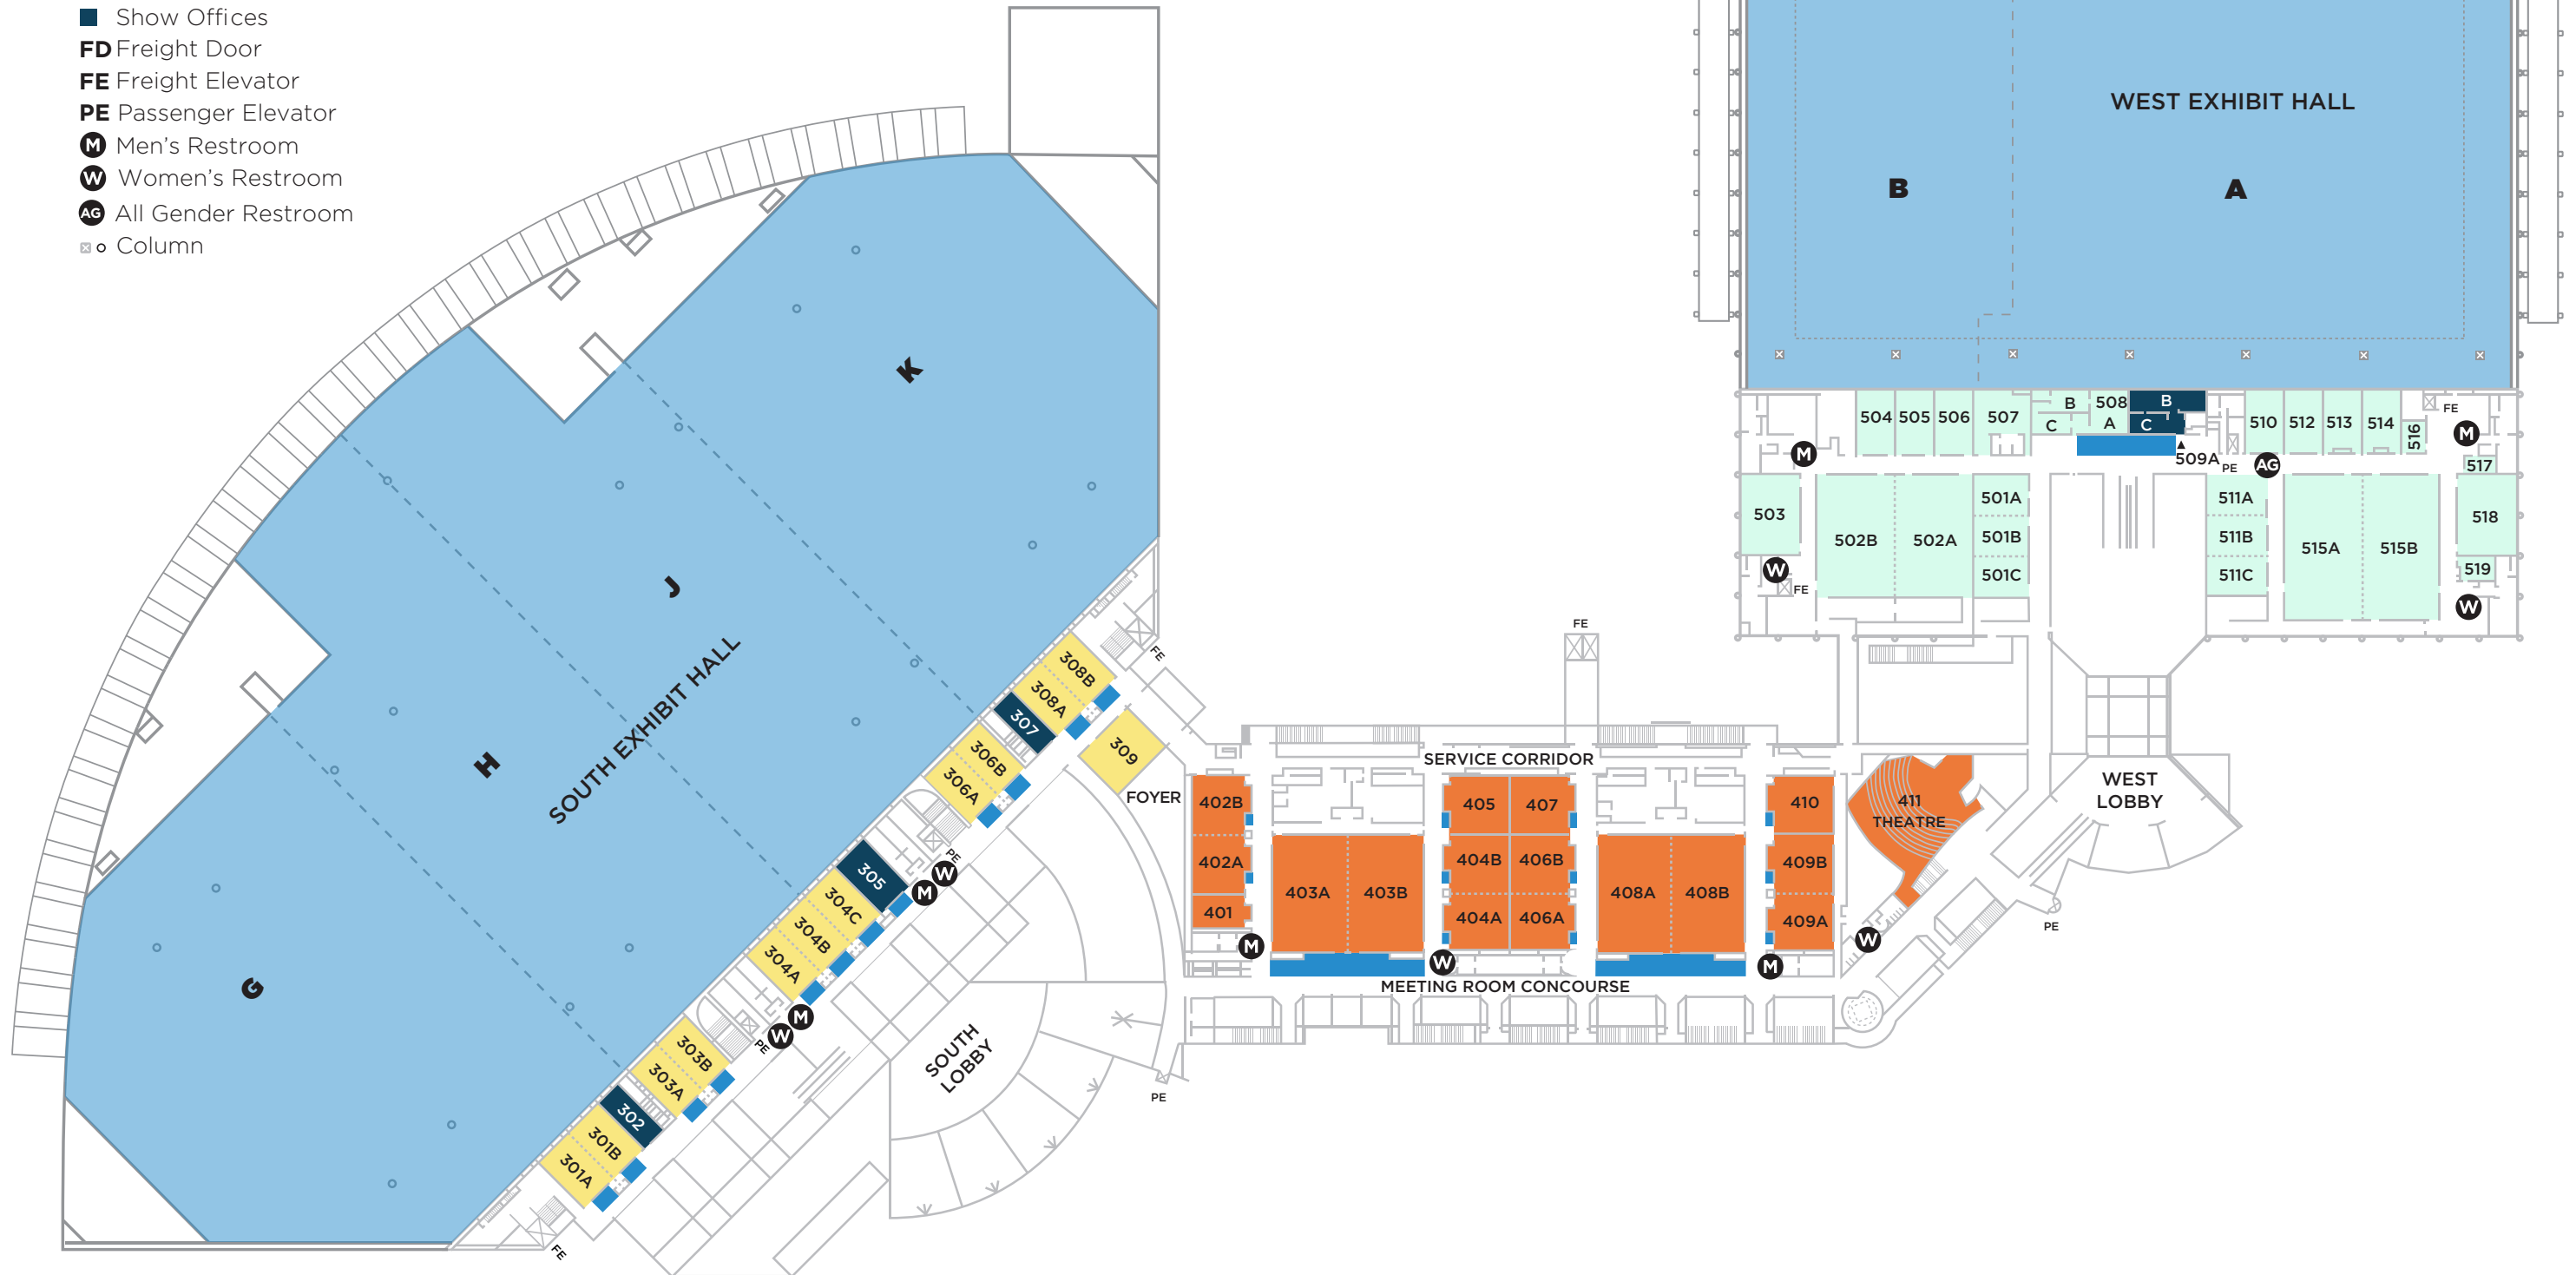 Show Offices
FD Freight Door
FE Freight Elevator
PE Passenger Elevator
M Men's Restroom
W Women's Restroom
AG All Gender Restroom
Column
K
J
H
G
SOUTH EXHIBIT HALL
308B
308A
307
309
306B
306A
305
304C
304B
304A
303B
303A
302
301B
301A
FE
PE
W
M
M
W
PE
FE
FOYER
SOUTH
LOBBY
PE
FE
SERVICE CORRIDOR
402B
402A
401
M
403A
403B
W
405
407
404B
406B
404A
406A
408A
408B
410
409B
409A
M
411
THEATRE
W
MEETING ROOM CONCOURSE
WEST
LOBBY
PE
WEST EXHIBIT HALL
B
A
504
505
506
507
B
C
508
A
B
C
509A
PE
AG
510
512
513
514
516
FE
M
517
M
503
W
FE
502B
502A
501A
501B
501C
511A
511B
511C
515A
515B
518
519
W